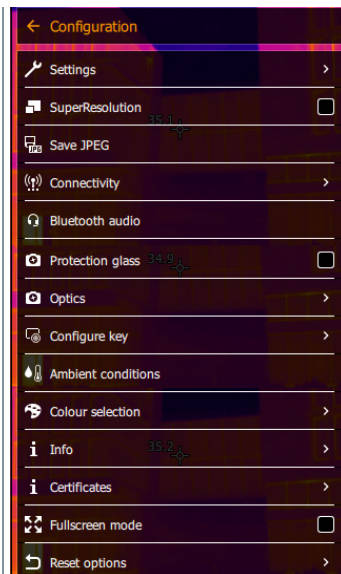 Configuration
Settings
SuperResolution
35.1
JPG Save JPEG
Connectivity
Bluetooth audio
Protection glass 34.9
Optics
Configure key
Ambient conditions
Colour selection
Info 35.2
Certificates
Fullscreen mode
Reset options